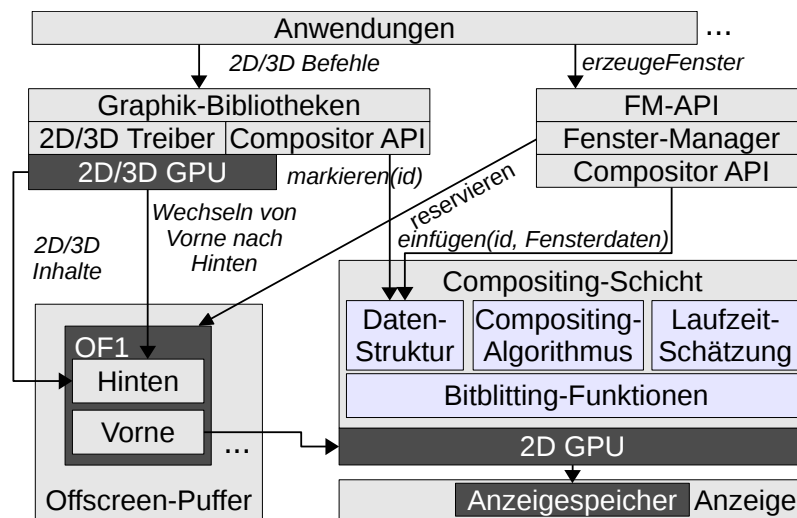 Anwendungen
...
2D/3D Befehle
erzeugeFenster
Graphik-Bibliotheken
2D/3D Treiber
Compositor API
2D/3D GPU
FM-API
Fenster-Manager
Compositor API
markieren(id)
reservieren
Wechseln von
Vorne nach
Hinten
2D/3D
Inhalte
einfügen(id, Fensterdaten)
Compositing-Schicht
Daten-
Struktur
Compositing-
Algorithmus
Laufzeit-
Schätzung
Bitblitting-Funktionen
2D GPU
OF1
Hinten
Vorne
...
Offscreen-Puffer
Anzeigespeicher
Anzeige